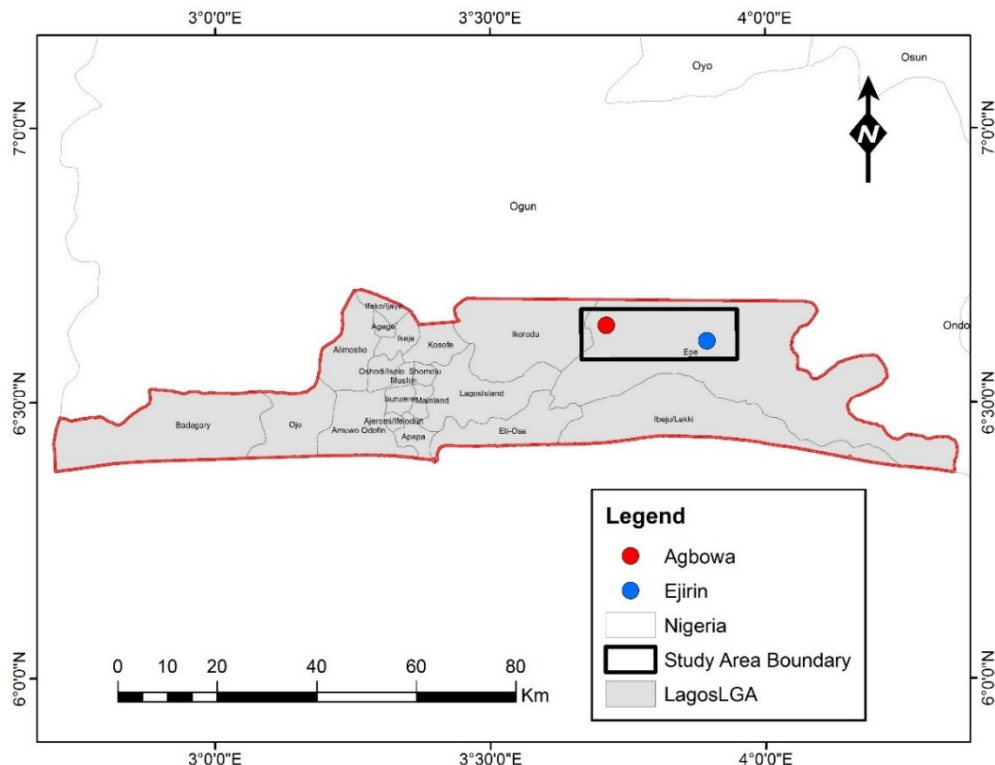 3°0'0"E
3°30'0"E
4°0'0"E
Oyo
Osun
7°0'0"N
7°0'0"N
N
Ogun
Ifako/Ijaye
Agege
Ikeja
Ikorodu
Ondo
Alimosho
Kosofe
Epe
Oshodi/Isolo
Shomolu
Mushin
Surulere
Mainland
LagosIsland
6°30'0"N
6°30'0"N
Badagary
Ojo
Ajeromi/Ifelodun
Ibeju/Lekki
Amuwo Odofin
Apapa
Eti-Osa
Legend
Agbowa
Ejirin
Nigeria
Study Area Boundary
LagosLGA
0 10 20 40 60 80
Km
6°0'0"N
6°0'0"N
3°0'0"E
3°30'0"E
4°0'0"E